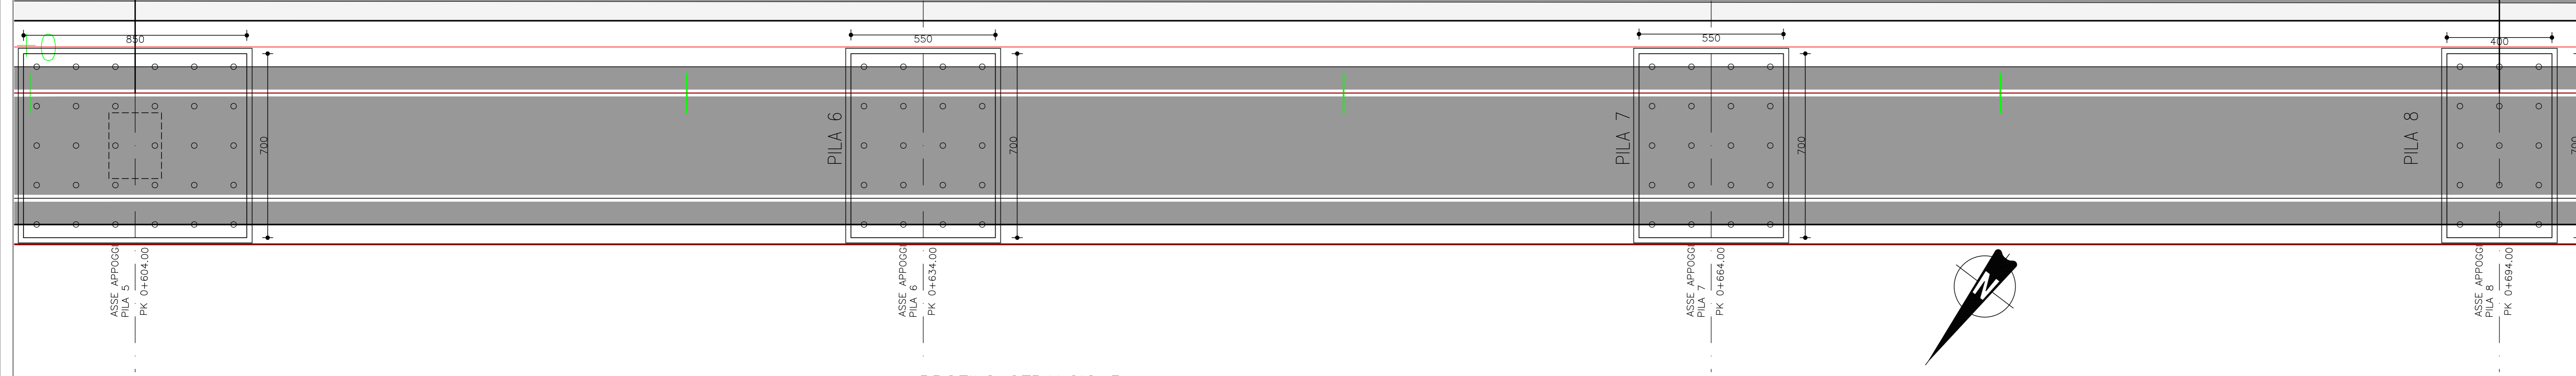 850
550
550
400
10
PILA 6
PILA 7
PILA 8
700
700
700
ASSE APPOGGI
PILA 5
PK 0+604.00
ASSE APPOGGI
PILA 6
PK 0+634.00
ASSE APPOGGI
PILA 7
PK 0+664.00
ASSE APPOGGI
PILA 8
PK 0+694.00
N